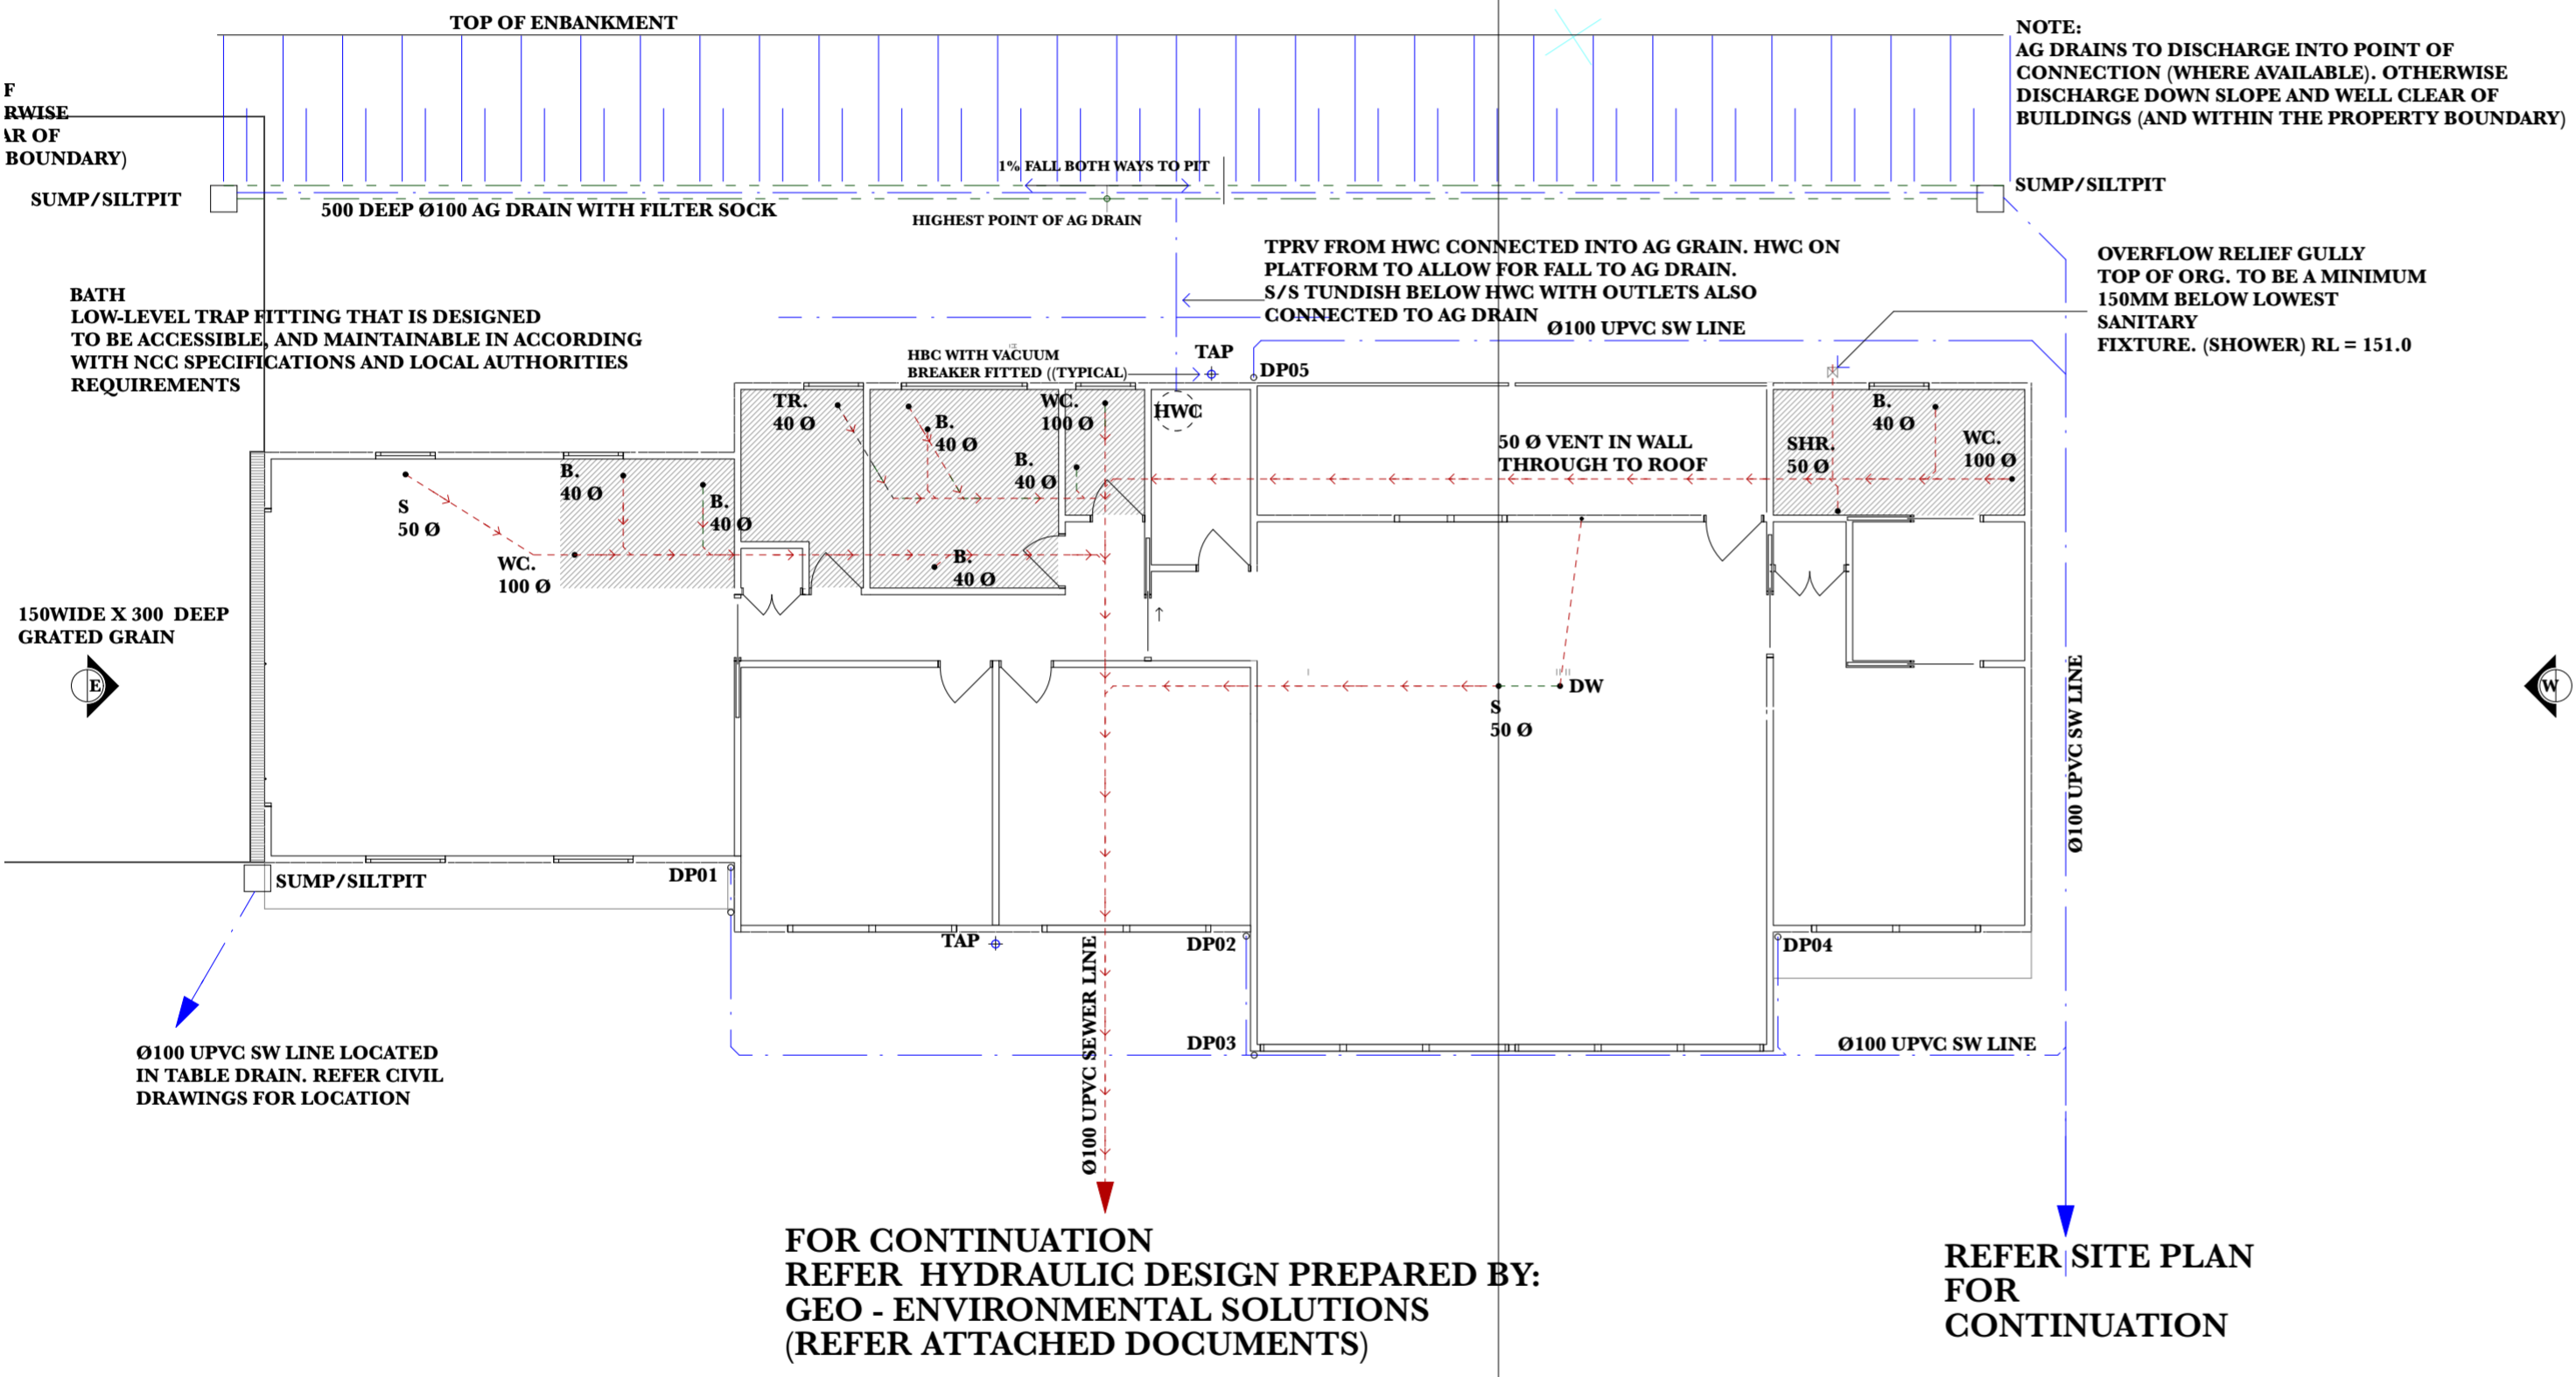 TOP OF ENBANKMENT
NOTE:
AG DRAINS TO DISCHARGE INTO POINT OF
CONNECTION (WHERE AVAILABLE). OTHERWISE
DISCHARGE DOWN SLOPE AND WELL CLEAR OF
BUILDINGS (AND WITHIN THE PROPERTY BOUNDARY)
F
RWISE
AR OF
BOUNDARY)
SUMP/SILTPIT
1% FALL BOTH WAYS TO PIT
SUMP/SILTPIT
500 DEEP Ø100 AG DRAIN WITH FILTER SOCK
HIGHEST POINT OF AG DRAIN
TPRV FROM HWC CONNECTED INTO AG GRAIN. HWC ON
PLATFORM TO ALLOW FOR FALL TO AG DRAIN.
S/S TUNDISH BELOW HWC WITH OUTLETS ALSO
CONNECTED TO AG DRAIN
OVERFLOW RELIEF GULLY
TOP OF ORG. TO BE A MINIMUM
150MM BELOW LOWEST
SANITARY
FIXTURE. (SHOWER) RL = 151.0
BATH
LOW-LEVEL TRAP FITTING THAT IS DESIGNED
TO BE ACCESSIBLE, AND MAINTAINABLE IN ACCORDING
WITH NCC SPECIFICATIONS AND LOCAL AUTHORITIES
REQUIREMENTS
Ø100 UPVC SW LINE
HBC WITH VACUUM
BREAKER FITTED ((TYPICAL)
TAP
DP05
TR.
40 Ø
B.
40 Ø
WC.
100 Ø
HWC
B.
40 Ø
50 Ø VENT IN WALL
THROUGH TO ROOF
SHR.
50 Ø
B.
40 Ø
WC.
100 Ø
S
50 Ø
B.
40 Ø
B.
40 Ø
WC.
100 Ø
B.
40 Ø
150WIDE X 300 DEEP
GRATED GRAIN
E
DW
S
50 Ø
W
Ø100 UPVC SW LINE
SUMP/SILTPIT
DP01
TAP
DP02
DP04
DP03
Ø100 UPVC SW LINE
Ø100 UPVC SEWER LINE
Ø100 UPVC SW LINE LOCATED
IN TABLE DRAIN. REFER CIVIL
DRAWINGS FOR LOCATION
FOR CONTINUATION
REFER HYDRAULIC DESIGN PREPARED BY:
GEO - ENVIRONMENTAL SOLUTIONS
(REFER ATTACHED DOCUMENTS)
REFER SITE PLAN
FOR
CONTINUATION